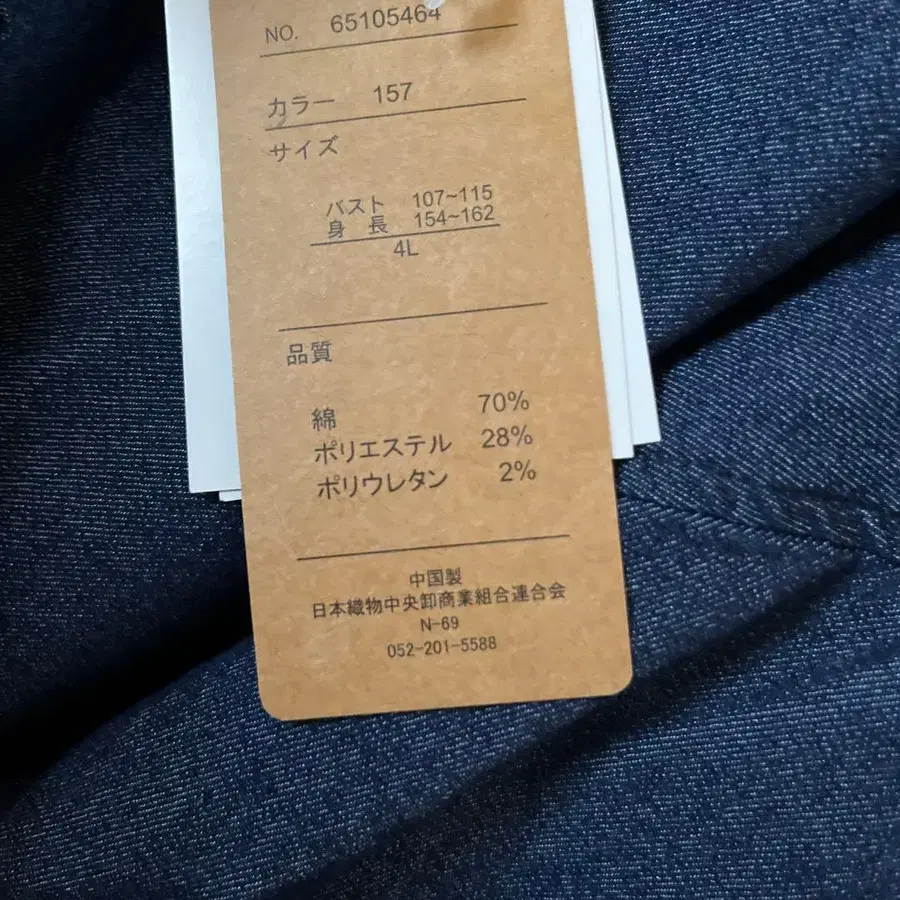 NO. 65105464
カラー 157
サイズ
バスト 107~115
身 長 154~162
4L
品質
綿 70%
ポリエステル 28%
ポリウレタン 2%
中国製
日本織物中央卸商業組合連合会
N-69
052-201-5588